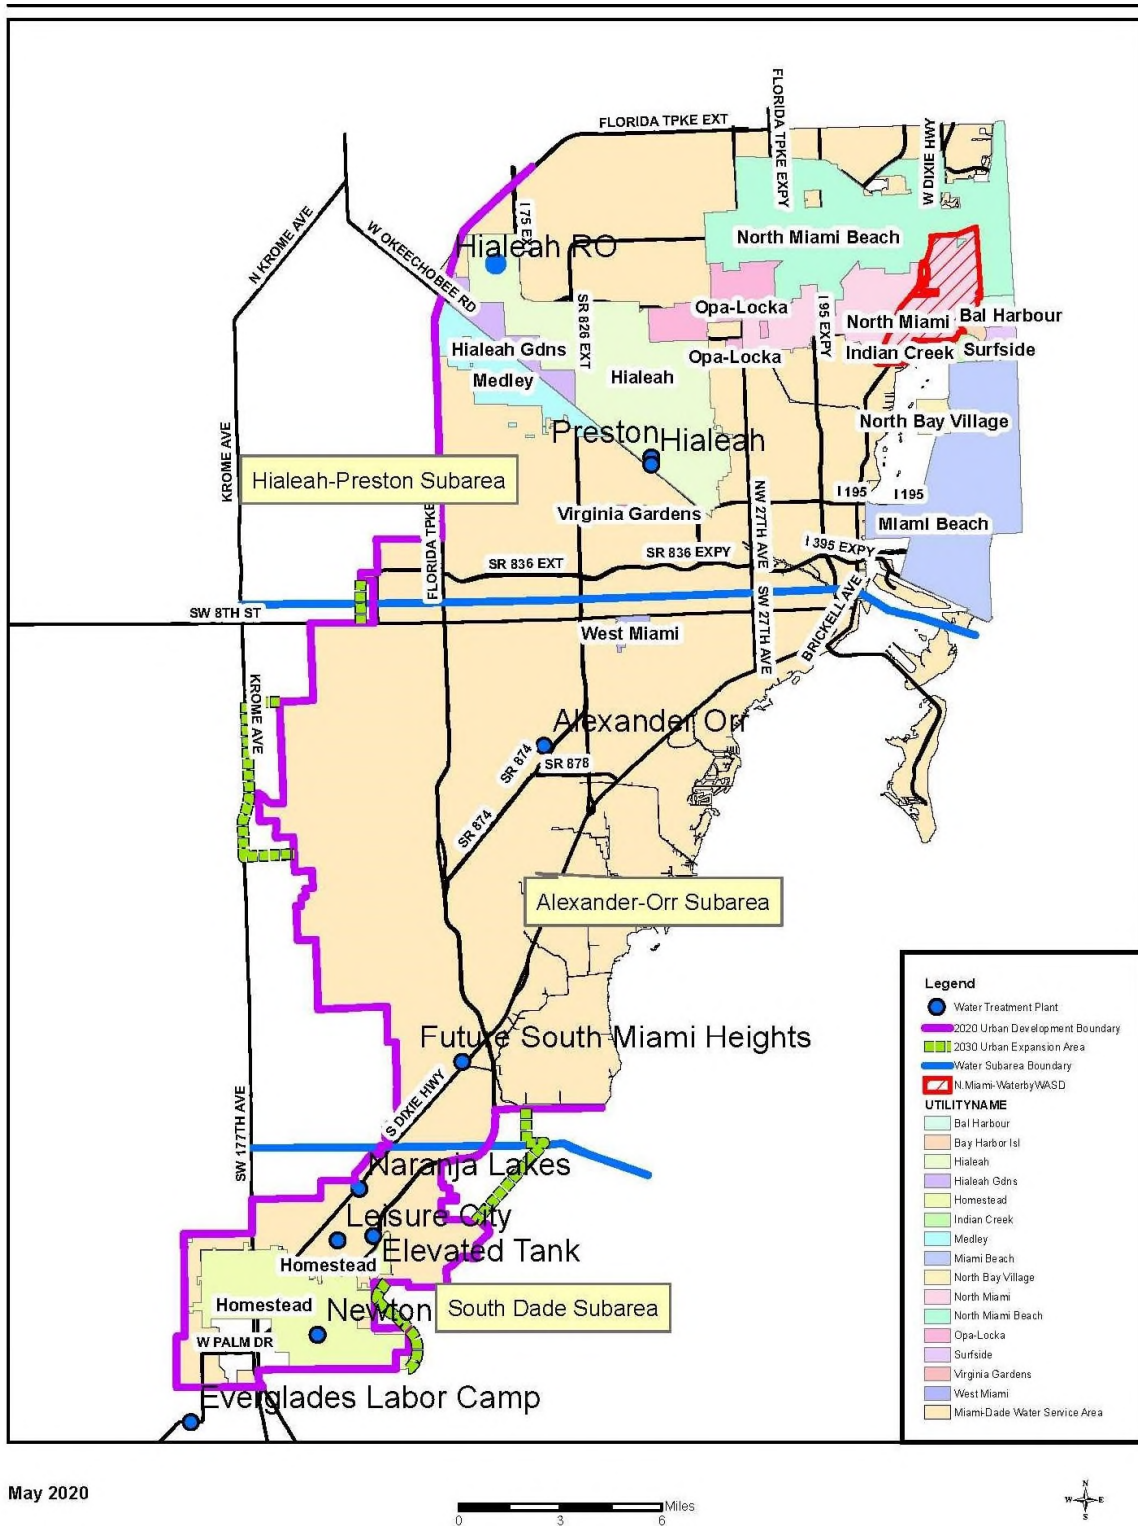 FLORIDA TPKE EXT
FLORIDA TPKE EXPY
W DIXIE HWY
N KROME AVE
W OKEECHOBEE RD
I 75 EXT
Hialeah RO
North Miami Beach
SR 826 EXT
Opa-Locka
I 95 EXPY
North Miami
Bal Harbour
Hialeah Gdns
Opa-Locka
Indian Creek
Surfside
Medley
Hialeah
North Bay Village
KROME AVE
Preston
Hialeah
Hialeah-Preston Subarea
I 195
I 195
NW 27TH AVE
Virginia Gardens
MIami Beach
FLORIDA TPKE
SR 836 EXT
SR 836 EXPY
I 395 EXPY
SW 8TH ST
SW 27TH AVE
BRICKELL AVE
West Miami
KROME AVE
Alexander Orr
SR 874
SR 878
SR 874
Alexander-Orr Subarea
Future South Miami Heights
S DIXIE HWY
SW 177TH AVE
Naranja Lakes
Leisure City
Elevated Tank
Homestead
Homestead
Newton
South Dade Subarea
W PALM DR
Everglades Labor Camp
Legend
Water Treatment Plant
2020 Urban Development Boundary
2030 Urban Expansion Area
Water Subarea Boundary
N.Miami-WaterbyWASD
UTILITYNAME
Bal Harbour
Bay Harbor Isl
Hialeah
Hialeah Gdns
Homestead
Indian Creek
Medley
Miami Beach
North Bay Village
North Miami
North Miami Beach
Opa-Locka
Surfside
Virginia Gardens
West Miami
Miami-Dade Water Service Area
May 2020
Miles
0 3 6
N
W E
S